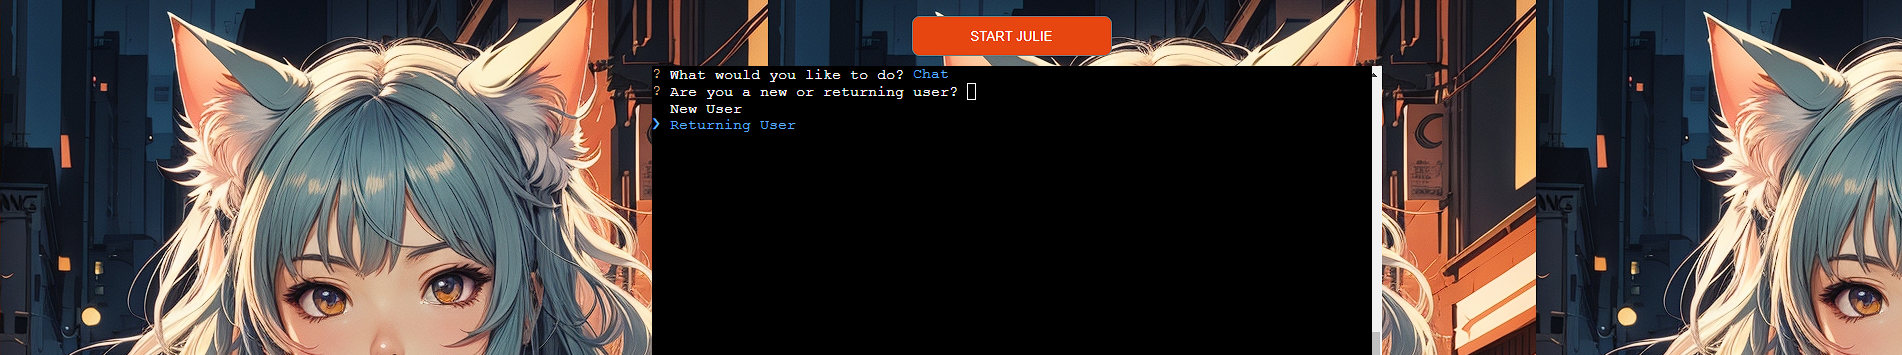 START JULIE
? What would you like to do? Chat
? Are you a new or returning user?
New User
❯ Returning User